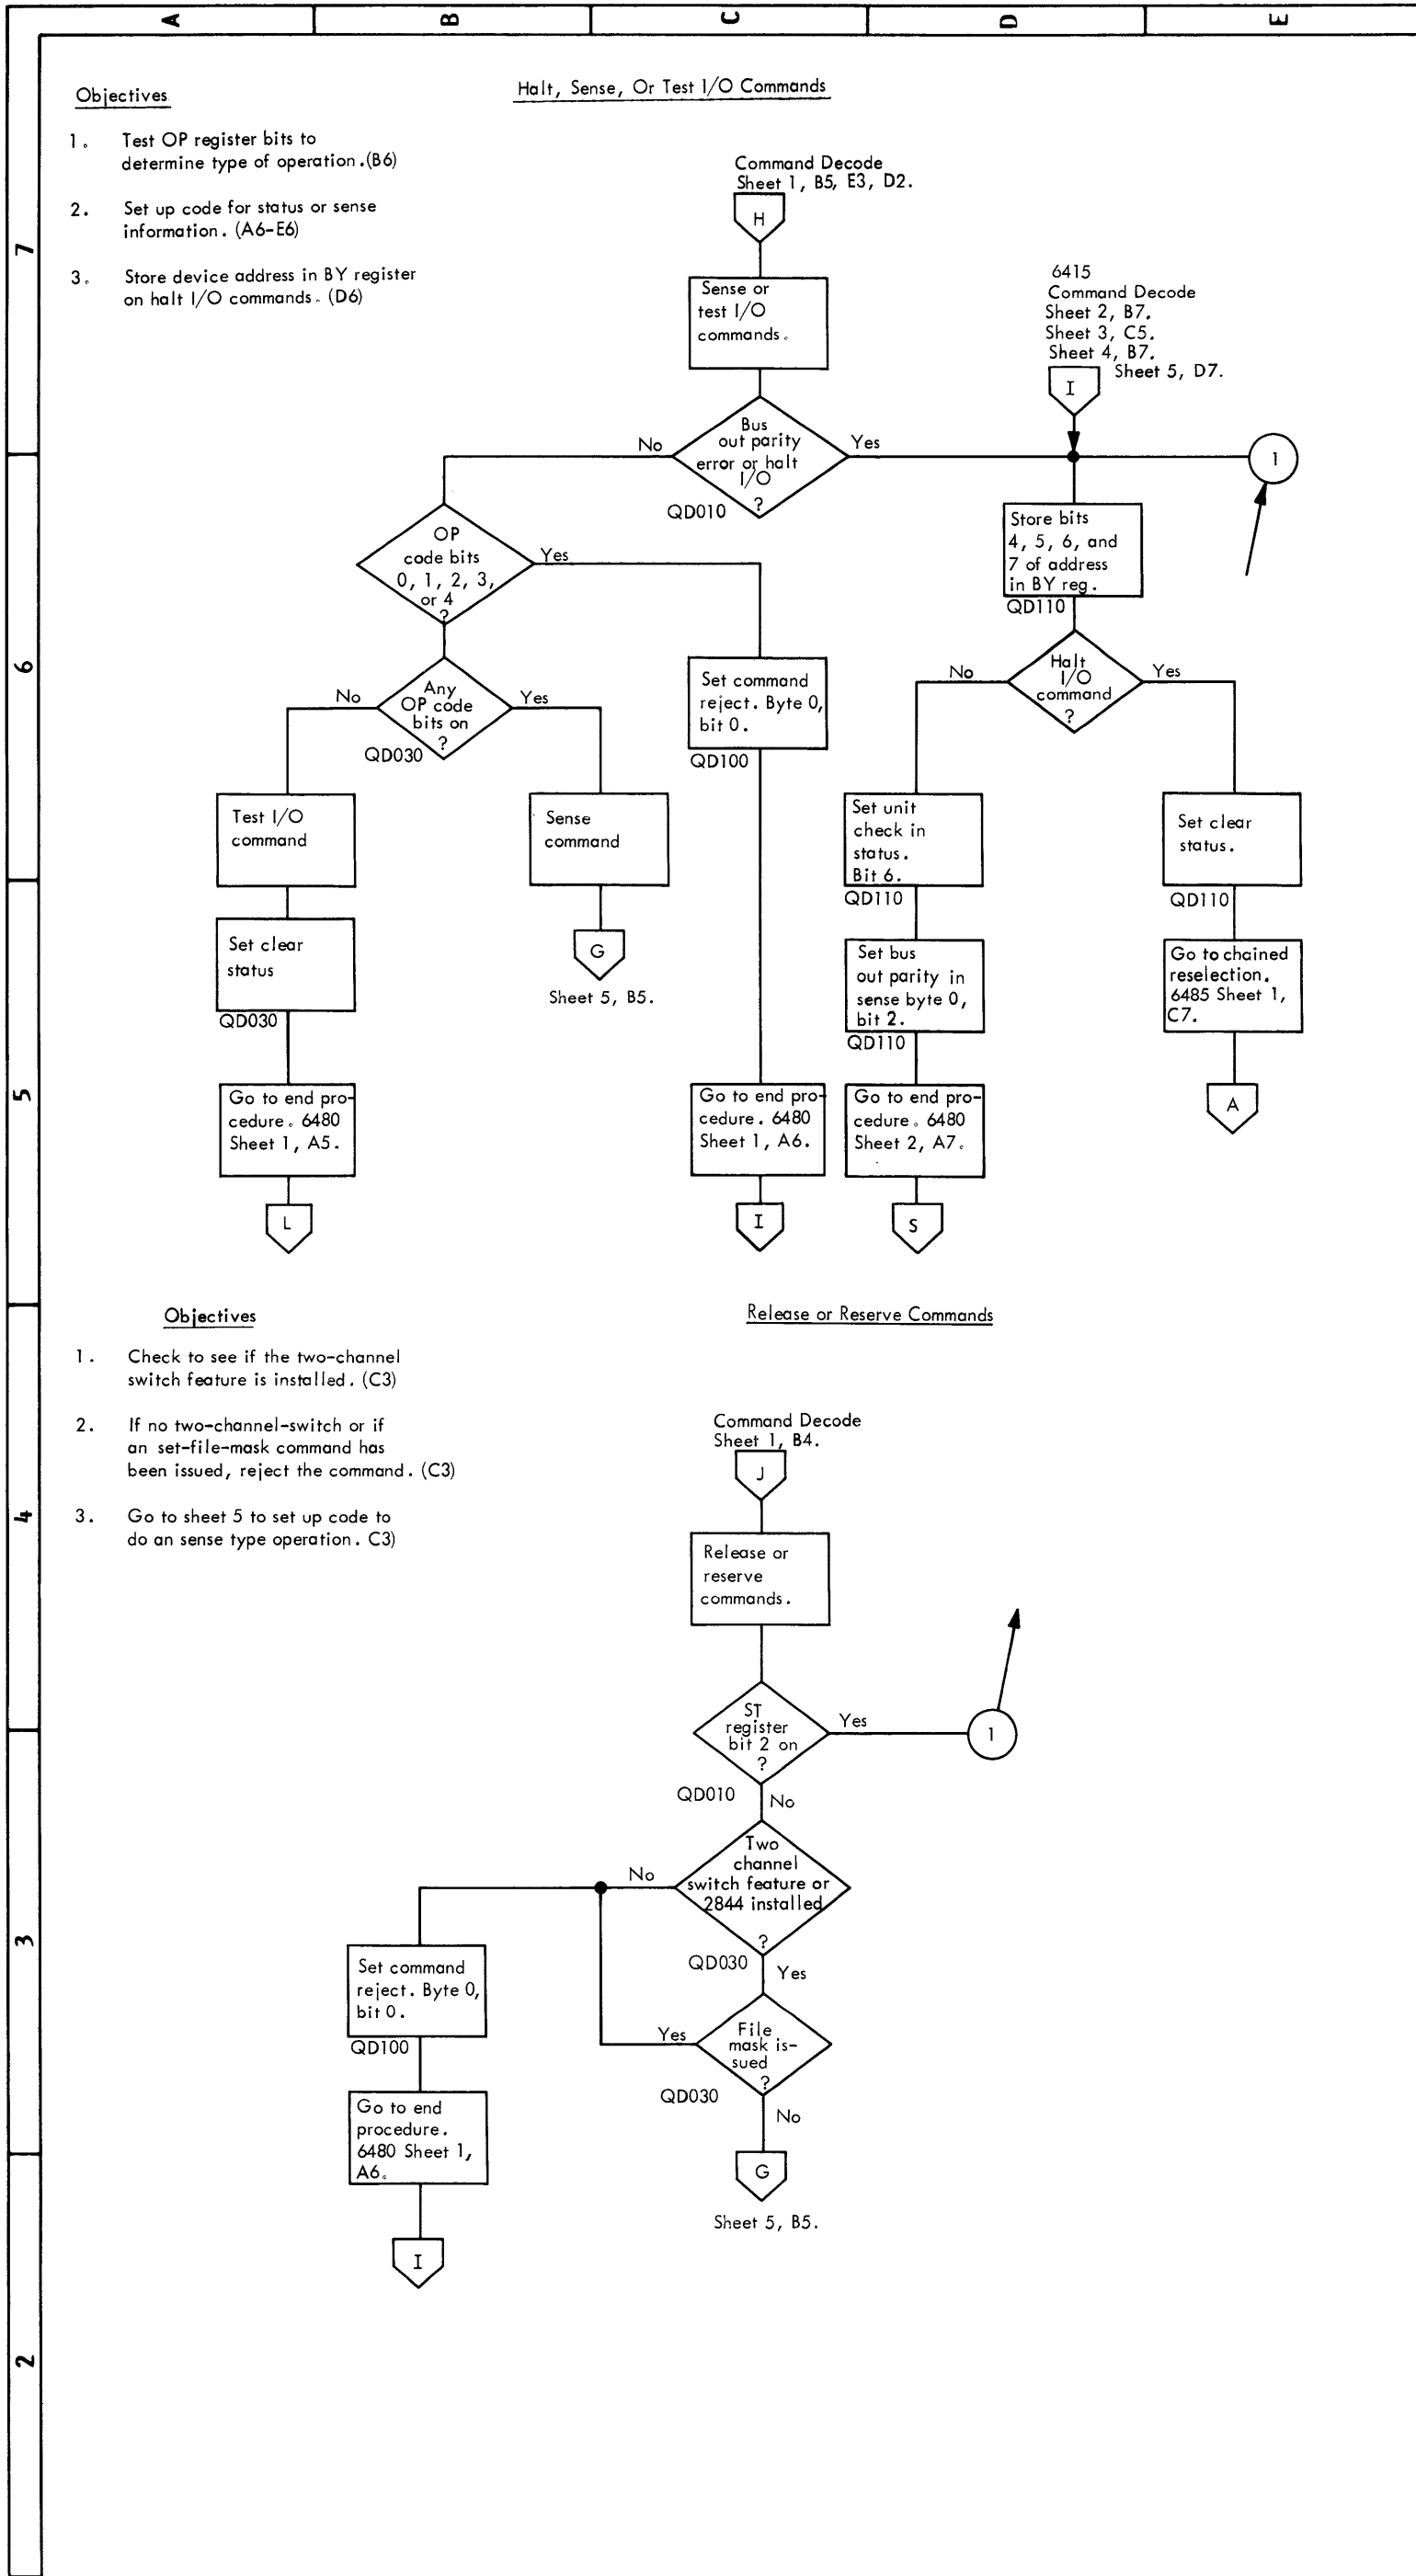 A B C D E
Halt, Sense, Or Test I/O Commands
Objectives
1. Test OP register bits to
determine type of operation.(B6)
2. Set up code for status or sense
information. (A6-E6)
3. Store device address in BY register
on halt I/O commands. (D6)
7
Command Decode
Sheet 1, B5, E3, D2.
H
Sense or
test I/O
commands.
6415
Command Decode
Sheet 2, B7.
Sheet 3, C5.
Sheet 4, B7.
Sheet 5, D7.
I
Bus
out parity
error or halt
I/O
?
No
Yes
QD010
1
OP
code bits
0, 1, 2, 3,
or 4
?
Yes
Store bits
4, 5, 6, and
7 of address
in BY reg.
QD110
6
Any
OP code
bits on
?
No
Yes
QD030
Set command
reject. Byte 0,
bit 0.
QD100
Halt
I/O
command
?
No
Yes
Test I/O
command
Sense
command
Set unit
check in
status.
Bit 6.
QD110
Set clear
status.
QD110
Set clear
status
QD030
G
Sheet 5, B5.
Set bus
out parity in
sense byte 0,
bit 2.
QD110
Go to chained
reselection.
6485 Sheet 1,
C7.
5
Go to end pro-
cedure. 6480
Sheet 1, A5.
Go to end pro-
cedure. 6480
Sheet 1, A6.
Go to end pro-
cedure. 6480
Sheet 2, A7.
A
L
I
S
Objectives
Release or Reserve Commands
1. Check to see if the two-channel
switch feature is installed. (C3)
2. If no two-channel-switch or if
an set-file-mask command has
been issued, reject the command. (C3)
3. Go to sheet 5 to set up code to
do an sense type operation. C3)
4
Command Decode
Sheet 1, B4.
J
Release or
reserve
commands.
ST
register
bit 2 on
?
Yes
1
QD010
No
Two
channel
switch feature or
2844 installed
?
No
QD030
Yes
3
Set command
reject. Byte 0,
bit 0.
QD100
File
mask is-
sued
?
Yes
QD030
No
Go to end
procedure.
6480 Sheet 1,
A6.
G
Sheet 5, B5.
I
2